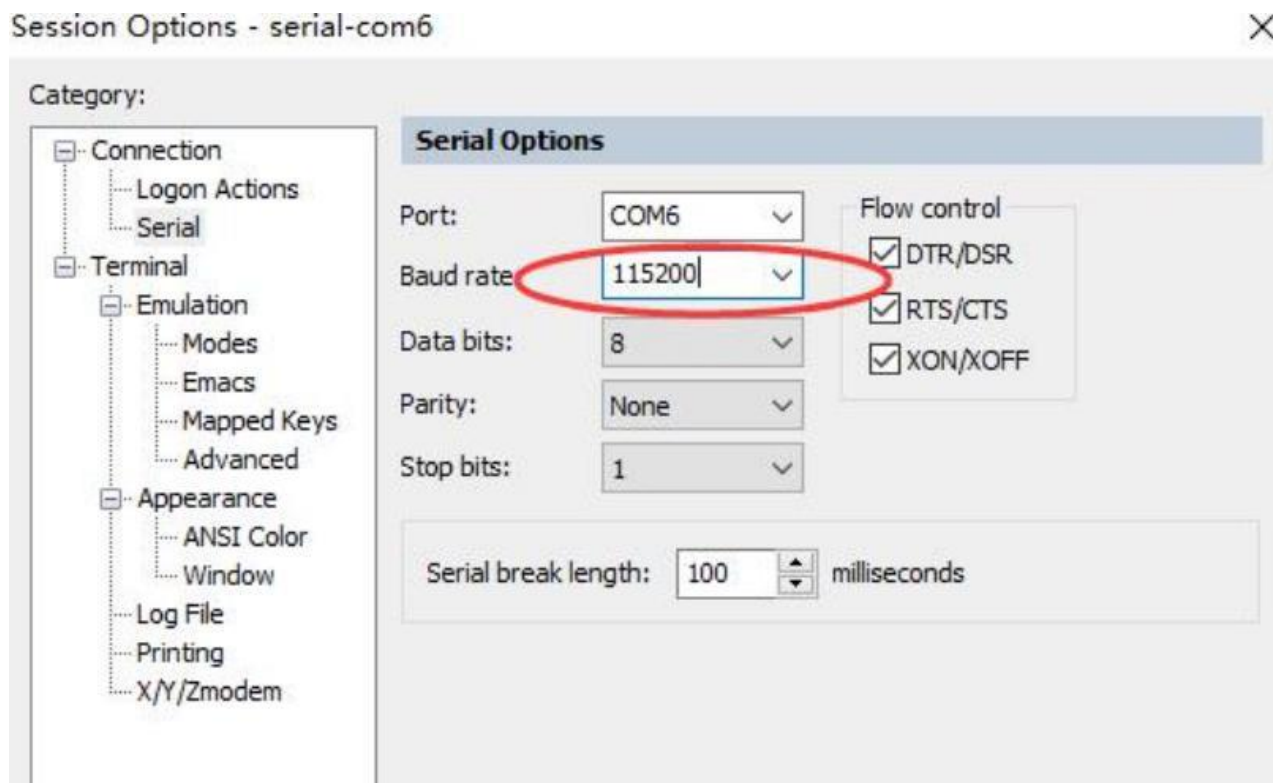 Session Options - serial-com6
Category:
Connection
Logon Actions
Serial
Terminal
Emulation
Modes
Emacs
Mapped Keys
Advanced
Appearance
ANSI Color
Window
Log File
Printing
X/Y/Zmodem
Serial Options
Port: COM6
Baud rate 115200
Data bits: 8
Parity: None
Stop bits: 1
Flow control
DTR/DSR
RTS/CTS
XON/XOFF
Serial break length: 100 milliseconds